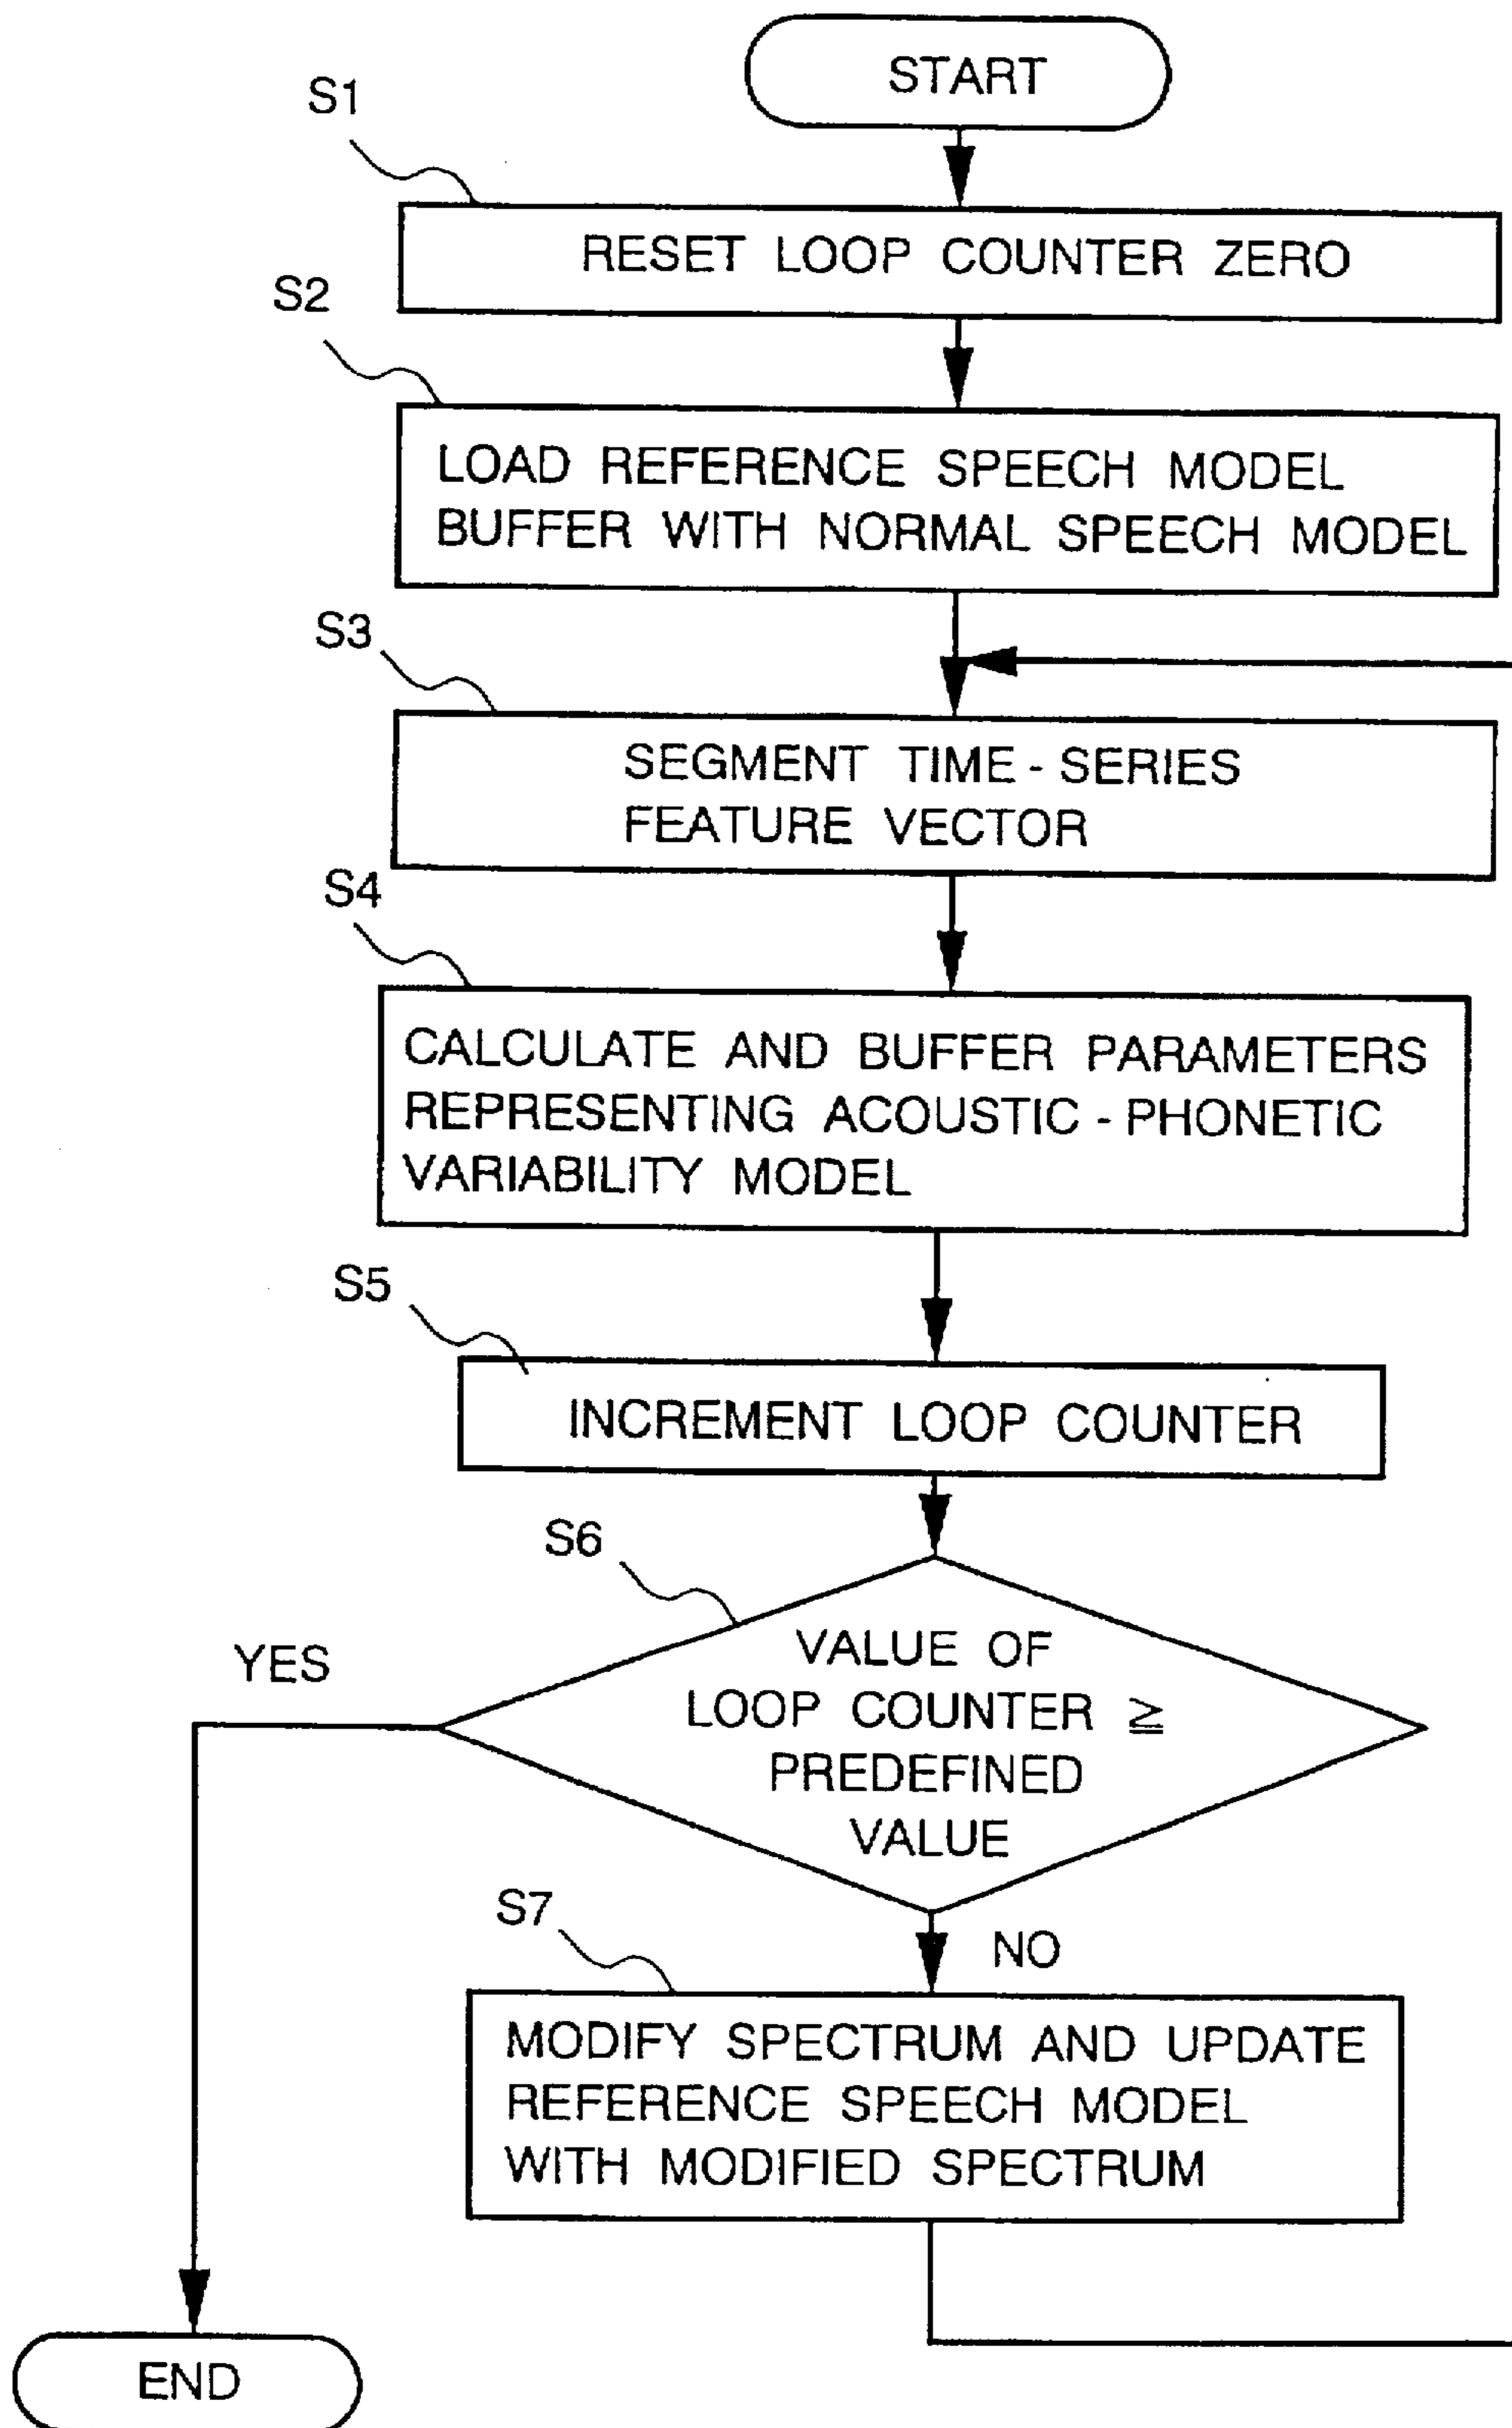 START
S1
RESET LOOP COUNTER ZERO
S2
LOAD REFERENCE SPEECH MODEL
BUFFER WITH NORMAL SPEECH MODEL
S3
SEGMENT TIME - SERIES
FEATURE VECTOR
S4
CALCULATE AND BUFFER PARAMETERS
REPRESENTING ACOUSTIC - PHONETIC
VARIABILITY MODEL
S5
INCREMENT LOOP COUNTER
S6
YES
VALUE OF
LOOP COUNTER ≧
PREDEFINED
VALUE
S7
NO
MODIFY SPECTRUM AND UPDATE
REFERENCE SPEECH MODEL
WITH MODIFIED SPECTRUM
END